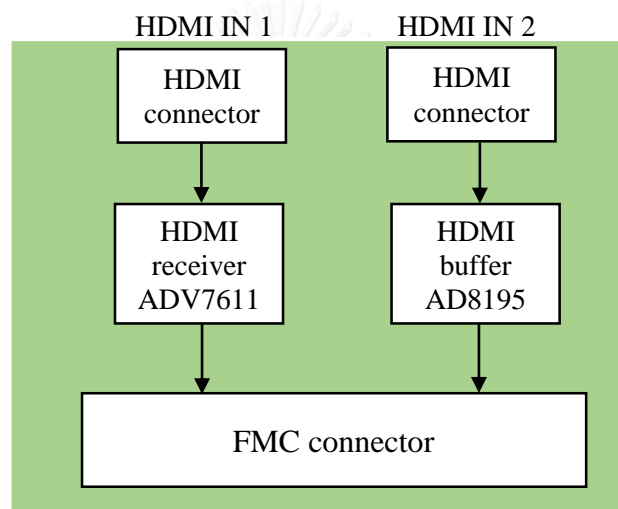 HDMI IN 1
HDMI IN 2
HDMI
connector
HDMI
connector
HDMI
receiver
ADV7611
HDMI
buffer
AD8195
FMC connector